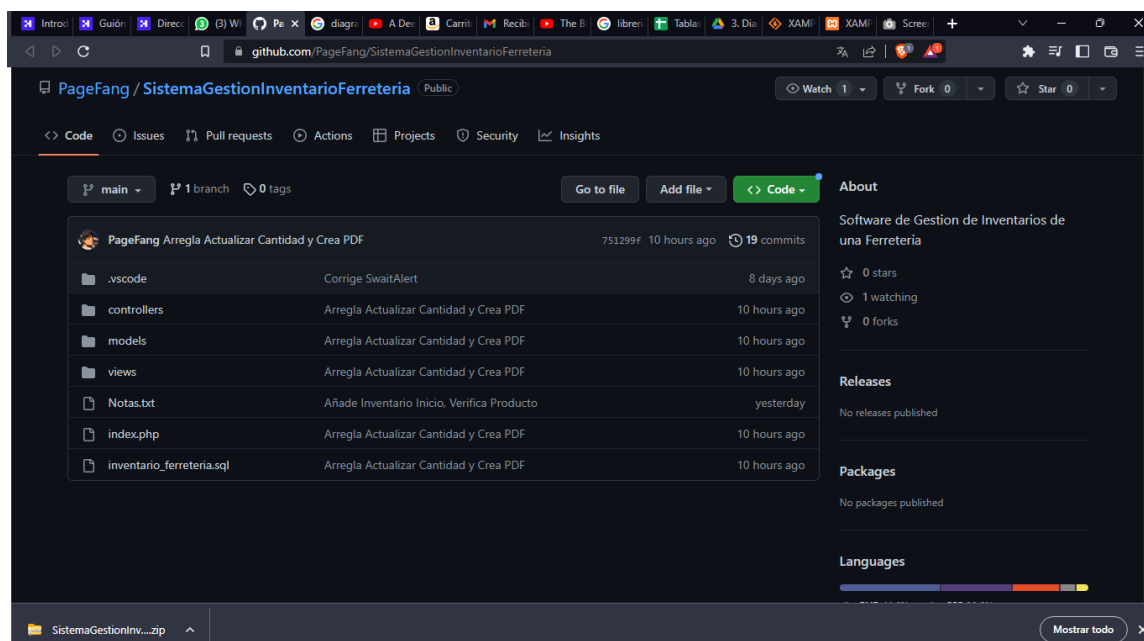 Introd Guión Direcc (3) W Pa diagra A Dee Carrit Recibi The B libreri Tablas 3. Dia XAMP XAMP Scree
github.com/PageFang/SistemaGestionInventarioFerreteria
PageFang / SistemaGestionInventarioFerreteria Public
Watch 1 Fork 0 Star 0
Code Issues Pull requests Actions Projects Security Insights
main 1 branch 0 tags Go to file Add file Code
About
Software de Gestion de Inventarios de
una Ferreteria
PageFang Arregla Actualizar Cantidad y Crea PDF 751299f 10 hours ago 19 commits
.vscode Corrige SwaitAlert 8 days ago
controllers Arregla Actualizar Cantidad y Crea PDF 10 hours ago
models Arregla Actualizar Cantidad y Crea PDF 10 hours ago
views Arregla Actualizar Cantidad y Crea PDF 10 hours ago
Notas.txt Añade Inventario Inicio, Verifica Producto yesterday
index.php Arregla Actualizar Cantidad y Crea PDF 10 hours ago
inventario_ferreteria.sql Arregla Actualizar Cantidad y Crea PDF 10 hours ago
0 stars
1 watching
0 forks
Releases
No releases published
Packages
No packages published
Languages
SistemaGestionInv....zip
Mostrar todo